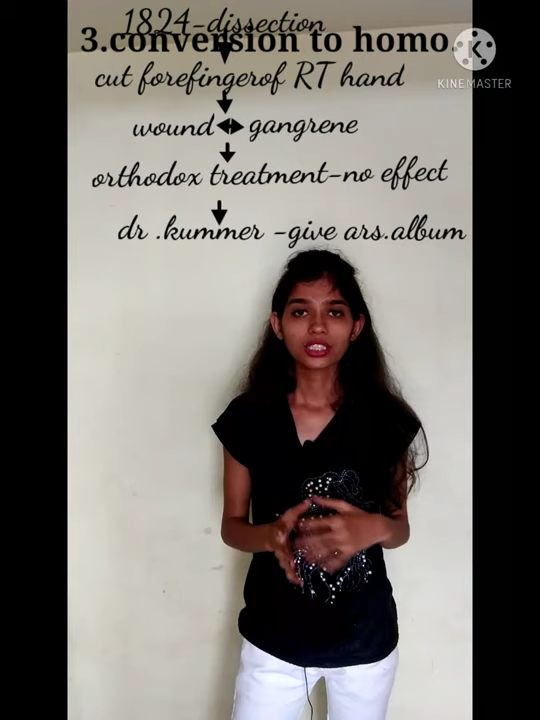 1824-dissection
3.conversion to homo.
cut forefingerof RT hand
wound gangrene
orthodox treatment-no effect
dr .kummer -give ars.album
K
KINEMASTER